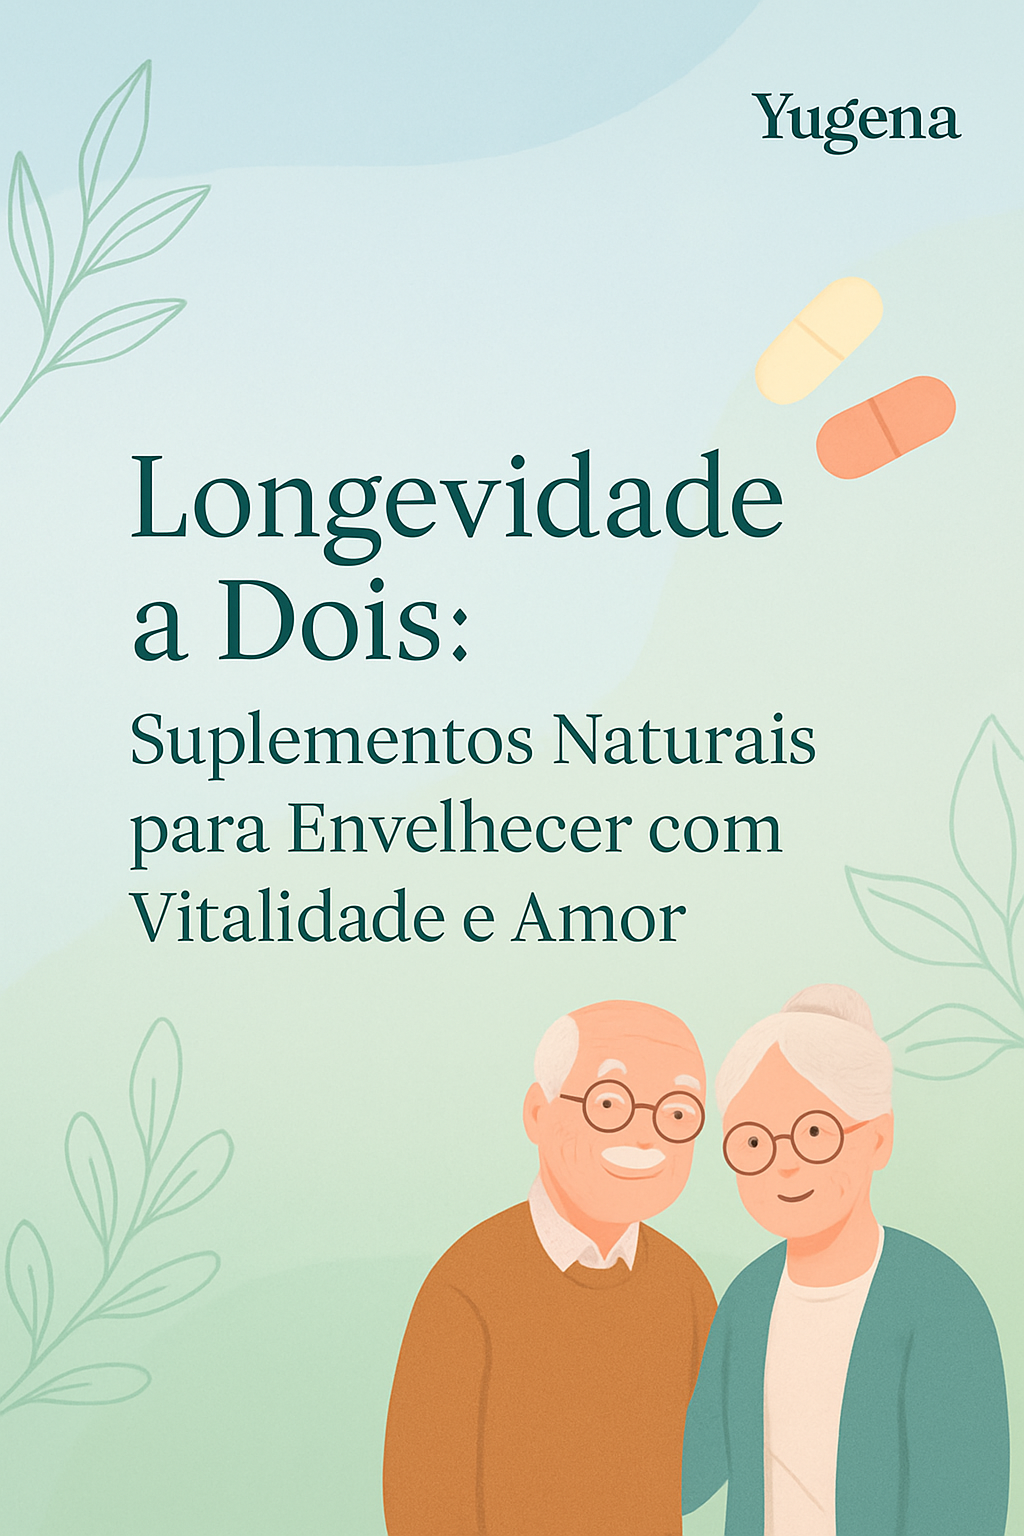 Yugena
Longevidade
a Dois:
Suplementos Naturais
para Envelhecer com
Vitalidade e Amor